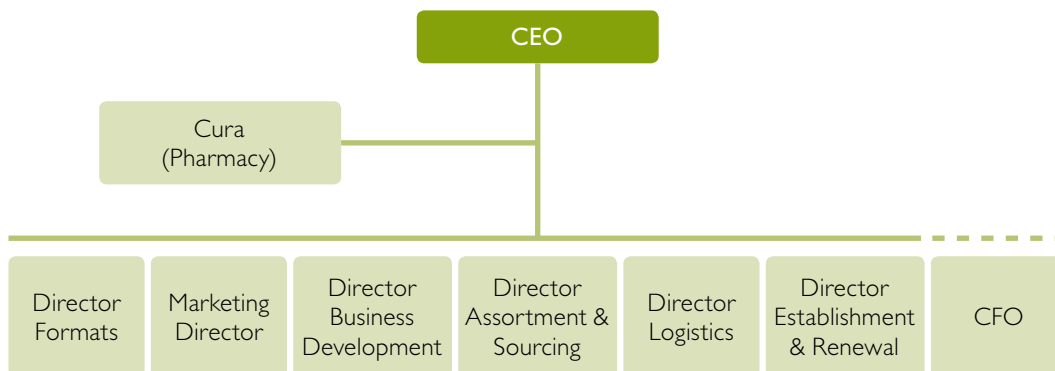 CEO
Cura
(Pharmacy)
Director
Formats
Marketing
Director
Director
Business
Development
Director
Assortment &
Sourcing
Director
Logistics
Director
Establishment
& Renewal
CFO